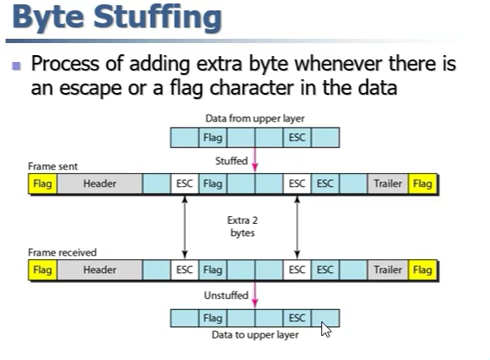 Byte Stuffing
Process of adding extra byte whenever there is
an escape or a flag character in the data
Data from upper layer
Flag ESC
Stuffed
Frame sent
Flag Header ESC Flag ESC ESC Trailer Flag
Extra 2
bytes
Frame received
Flag Header ESC Flag ESC ESC Trailer Flag
Unstuffed
Flag ESC
Data to upper layer